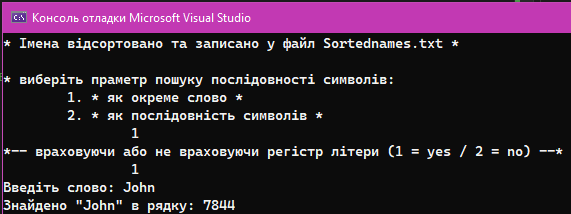 Консоль отладки Microsoft Visual Studio
* Імена відсортовано та записано у файл Sortednames.txt *
* виберіть праметр пошуку послідовності символів:
1. * як окреме слово *
2. * як послідовність символів *
1
*-- враховуючи або не враховуючи регістр літери (1 = yes / 2 = no) --*
1
Введіть слово: John
Знайдено "John" в рядку: 7844